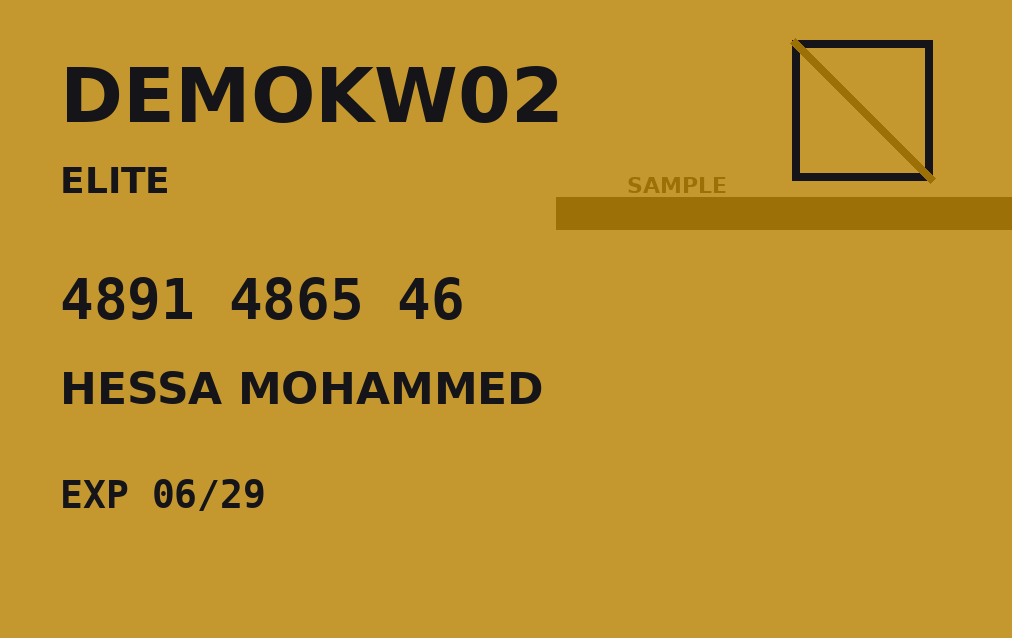 DEMOKW02
ELITE
SAMPLE
4891 4865 46
HESSA MOHAMMED
EXP 06/29